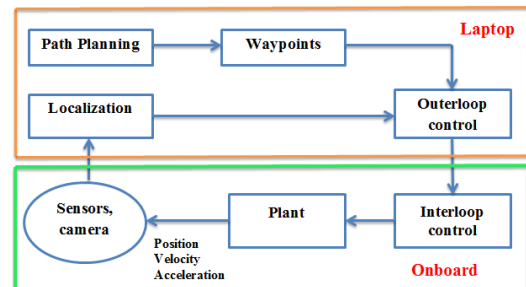 Laptop
Path Planning
Waypoints
Localization
Outerloop
control
Sensors,
camera
Plant
Interloop
control
Position
Velocity
Acceleration
Onboard